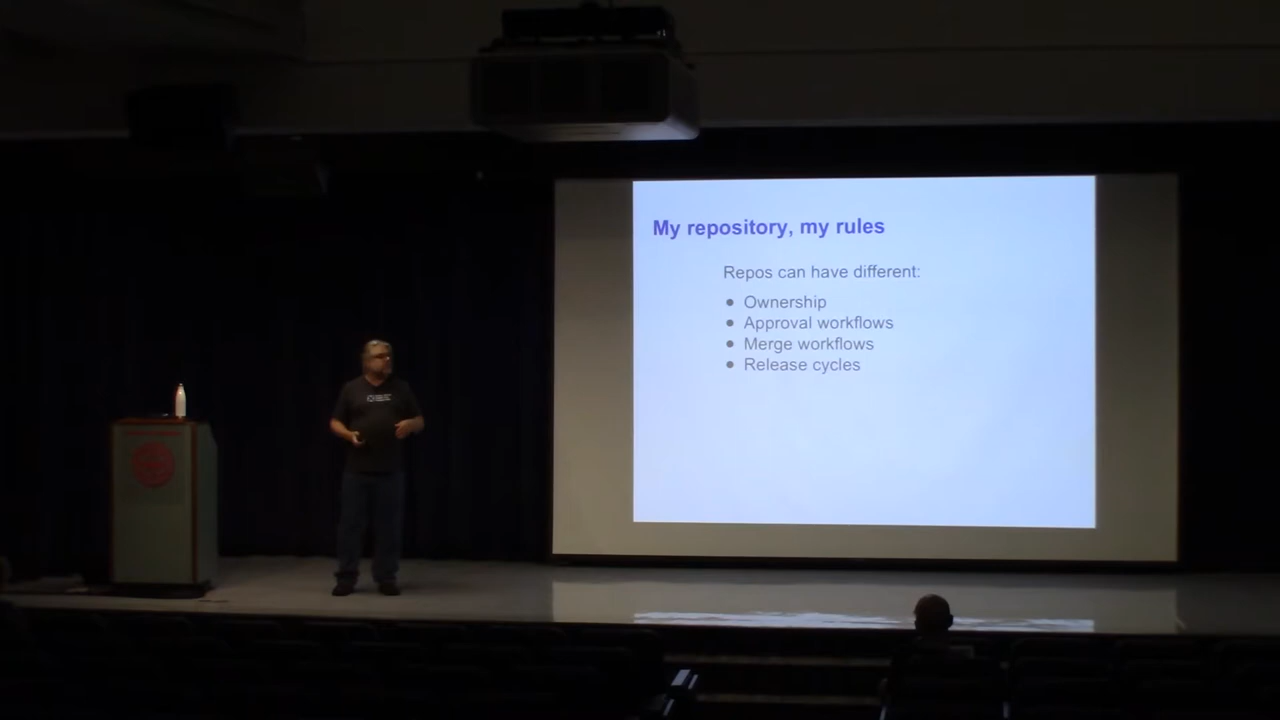 My repository, my rules
Repos can have different:
● Ownership
● Approval workflows
● Merge workflows
● Release cycles